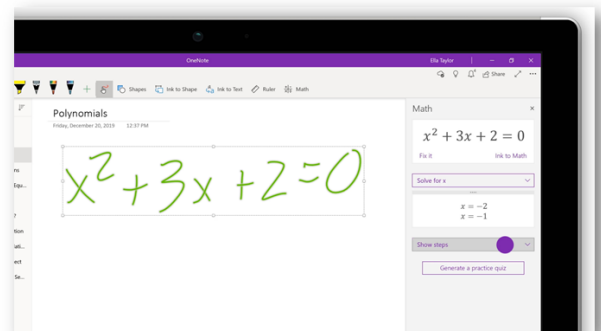 OneNote
Ella Taylor
Share
Shapes
Ink to Shape
Ink to Text
Ruler
Math
Polynomials
Friday, December 20, 2019 12:37 PM
x² + 3x + 2 = 0
Math
x² + 3x + 2 = 0
Fix it
Ink to Math
Solve for x
x = −2
x = −1
Show steps
Generate a practice quiz